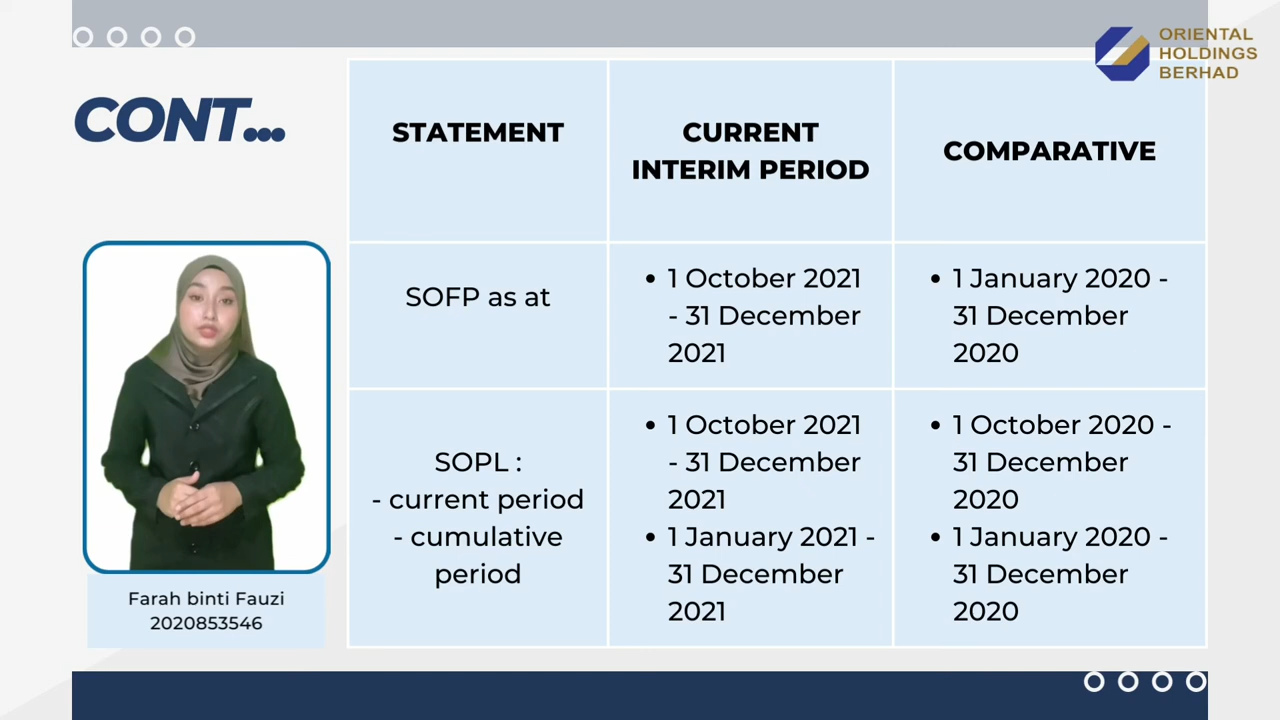 ORIENTAL
HOLDINGS
BERHAD
CONT...
STATEMENT
CURRENT
INTERIM PERIOD
COMPARATIVE
SOFP as at
• 1 October 2021
- 31 December
2021
• 1 January 2020 -
31 December
2020
SOPL :
- current period
- cumulative
period
• 1 October 2021
- 31 December
2021
• 1 January 2021 -
31 December
2021
• 1 October 2020 -
31 December
2020
• 1 January 2020 -
31 December
2020
Farah binti Fauzi
2020853546